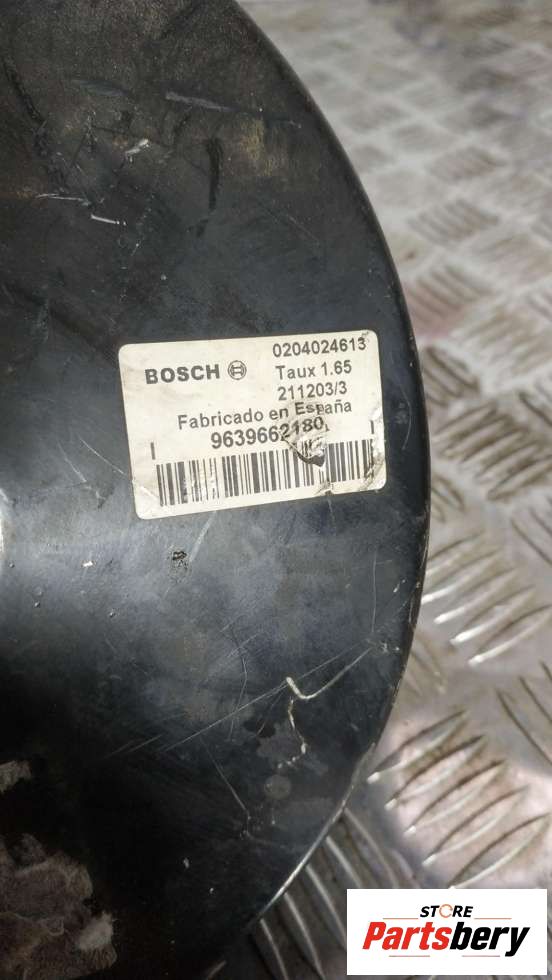 BOSCH
0204024613
Taux 1.65
211203/3
Fabricado en España
9639662180
STORE
Partsbery